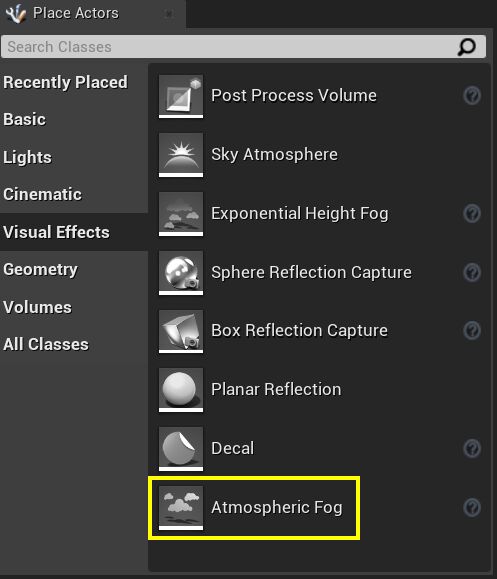 Place Actors
Search Classes
Recently Placed
Basic
Lights
Cinematic
Visual Effects
Geometry
Volumes
All Classes
Post Process Volume
Sky Atmosphere
Exponential Height Fog
Sphere Reflection Capture
Box Reflection Capture
Planar Reflection
Decal
Atmospheric Fog